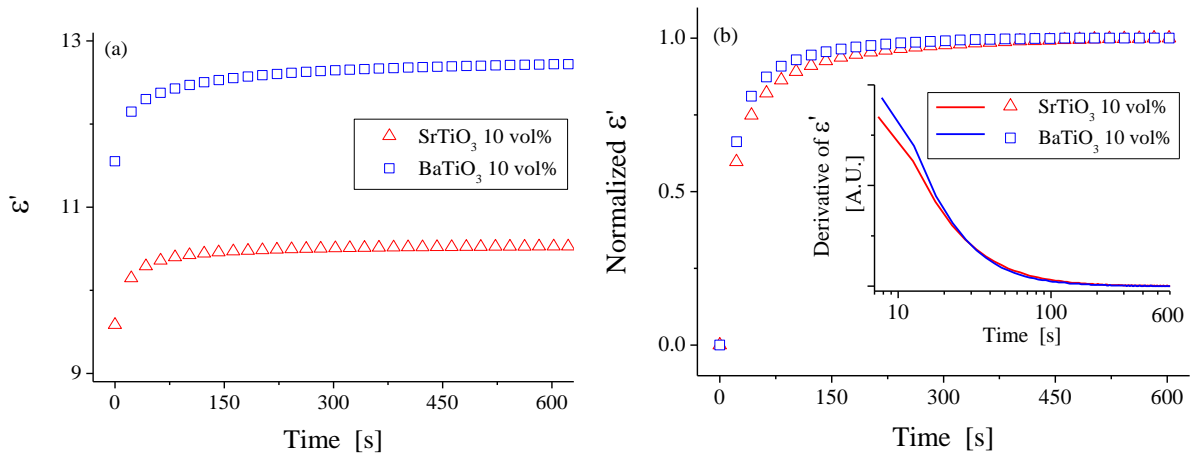 (a)
13
11
9
ε'
SrTiO3 10 vol%
BaTiO3 10 vol%
0
150
300
450
600
Time [s]
(b)
1.0
0.5
0.0
Normalized ε'
SrTiO3 10 vol%
BaTiO3 10 vol%
Derivative of ε'
[A.U.]
10
100
600
Time [s]
0
150
300
450
600
Time [s]